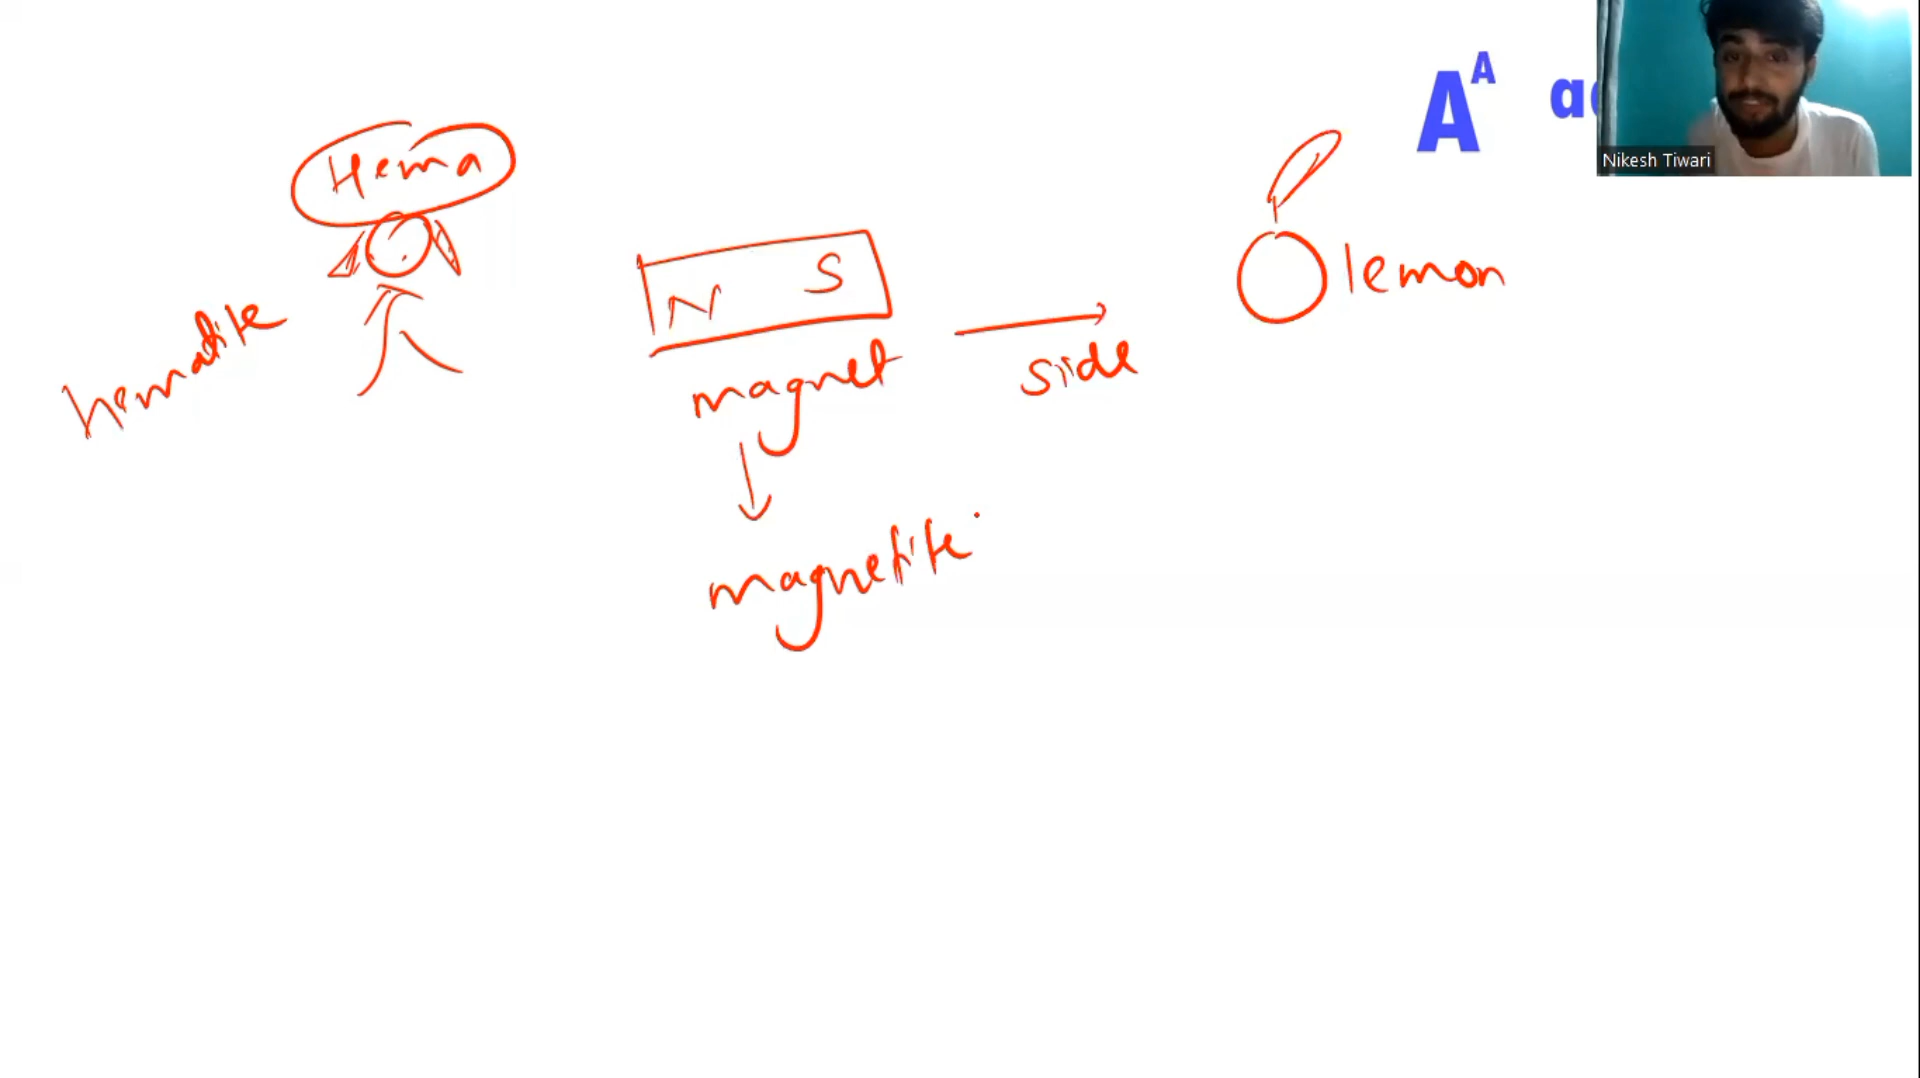 Hema
hematite
N S
magnet
side
lemon
magnetite
A A
Nikesh Tiwari